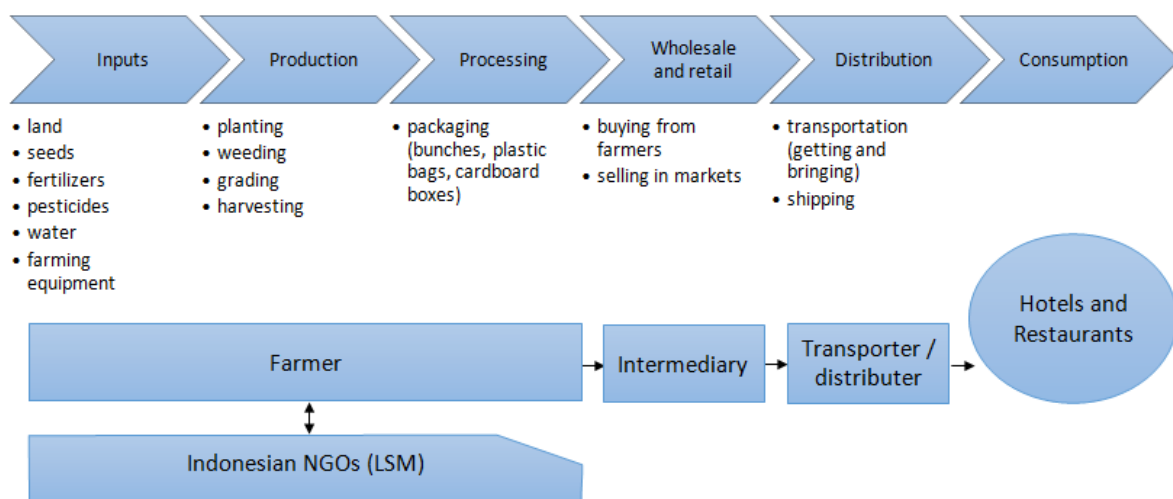 Inputs
Production
Processing
Wholesale
and retail
Distribution
Consumption
• land
• seeds
• fertilizers
• pesticides
• water
• farming
equipment
• planting
• weeding
• grading
• harvesting
• packaging
(bunches, plastic
bags, cardboard
boxes)
• buying from
farmers
• selling in markets
• transportation
(getting and
bringing)
• shipping
Farmer
Intermediary
Transporter /
distributer
Hotels and
Restaurants
Indonesian NGOs (LSM)